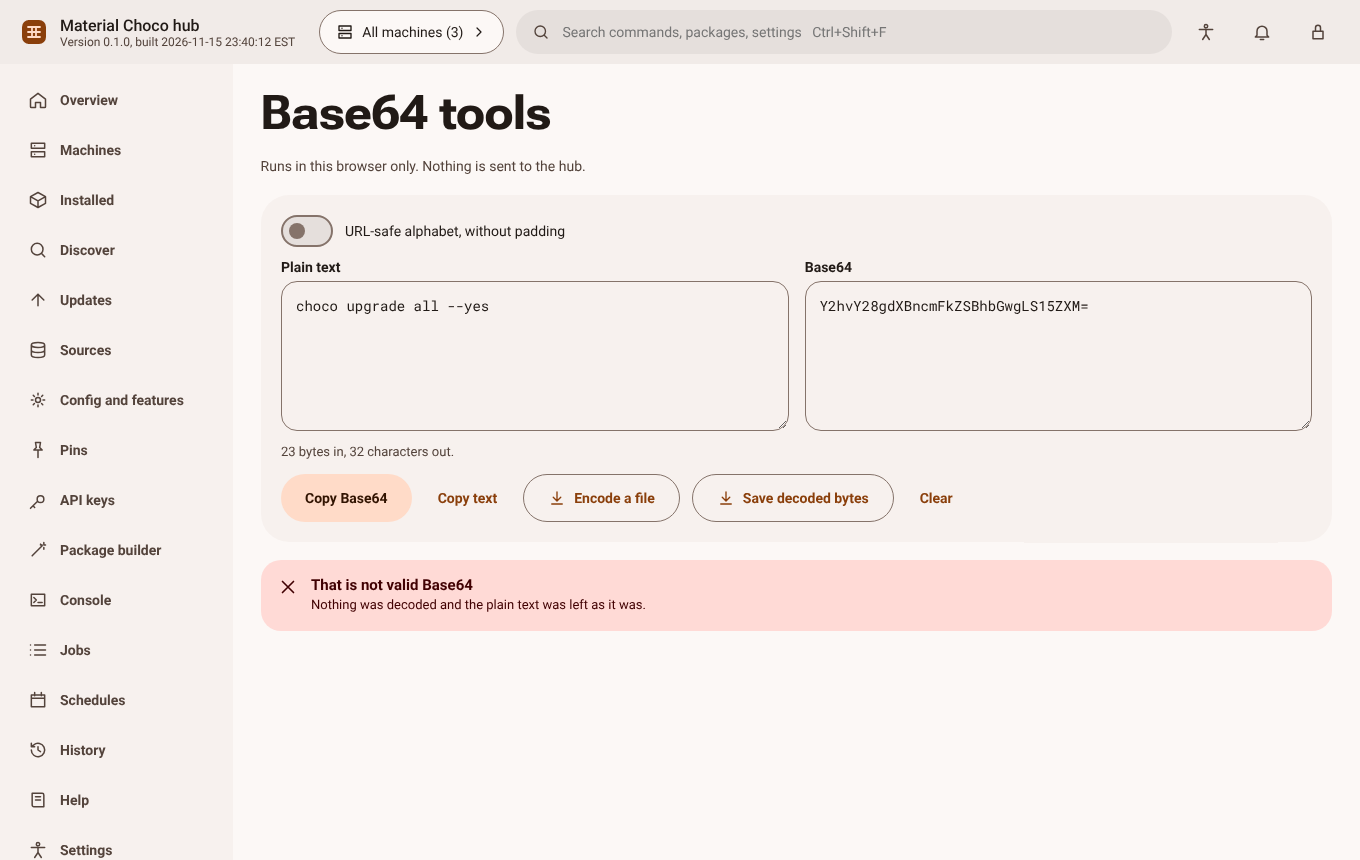 Material Choco hub
Version 0.1.0, built 2026-11-15 23:40:12 EST
All machines (3)
Search commands, packages, settings Ctrl+Shift+F
Overview
Machines
Installed
Discover
Updates
Sources
Config and features
Pins
API keys
Package builder
Console
Jobs
Schedules
History
Help
Settings
Base64 tools
Runs in this browser only. Nothing is sent to the hub.
URL-safe alphabet, without padding
Plain text
choco upgrade all --yes
Base64
Y2hvY28gdXBncmFkZSBhbGwgLS15ZXM=
23 bytes in, 32 characters out.
Copy Base64
Copy text
Encode a file
Save decoded bytes
Clear
That is not valid Base64
Nothing was decoded and the plain text was left as it was.